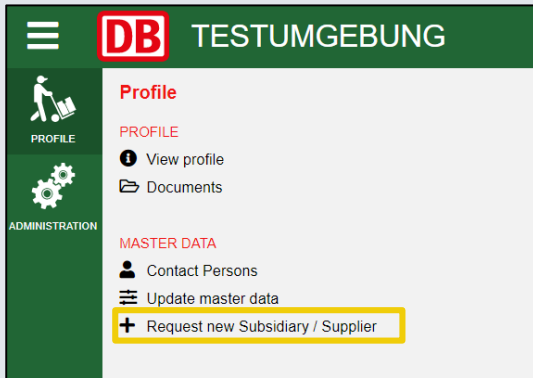 DB TESTUMGEBUNG
PROFILE
ADMINISTRATION
Profile
PROFILE
View profile
Documents
MASTER DATA
Contact Persons
Update master data
Request new Subsidiary / Supplier